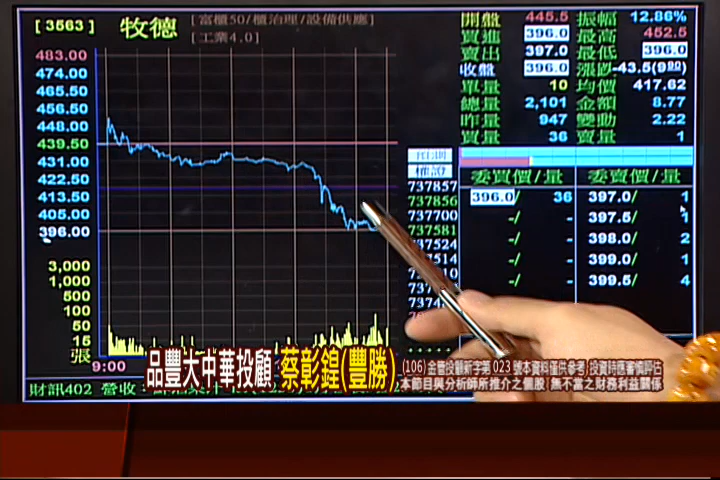 [3563] 牧德 [富櫃50/櫃治理/設備供應]
[工業4.0]
開盤 445.5 振幅 12.86%
買進 396.0 最高 452.5
賣出 397.0 最低 396.0
收盤 396.0 漲跌 -43.5
單量 10 均價 417.62
總量 2,101 金額 8.77
昨量 947 變動 2.22
買量 36 賣量 1
委買價/量 委賣價/量
396.0/ 36 397.0/ 1
-/ - 397.5/ 1
-/ - 398.0/ 2
-/ - 399.0/ 1
-/ - 399.5/ 4
483.00
474.00
465.50
456.50
448.00
439.50
431.00
422.50
413.50
405.00
396.00
3,000
1,000
500
100
50
15
張
9:00
737857
737856
737700
737581
737524
財訊402 營收:
品豐大中華投顧 蔡彰鍠(豐勝)
(106)金管投顧新字第023號本資料僅供參考 投資時應審慎評估
本節目與分析師所推介之個股 無不當之財務利益關係